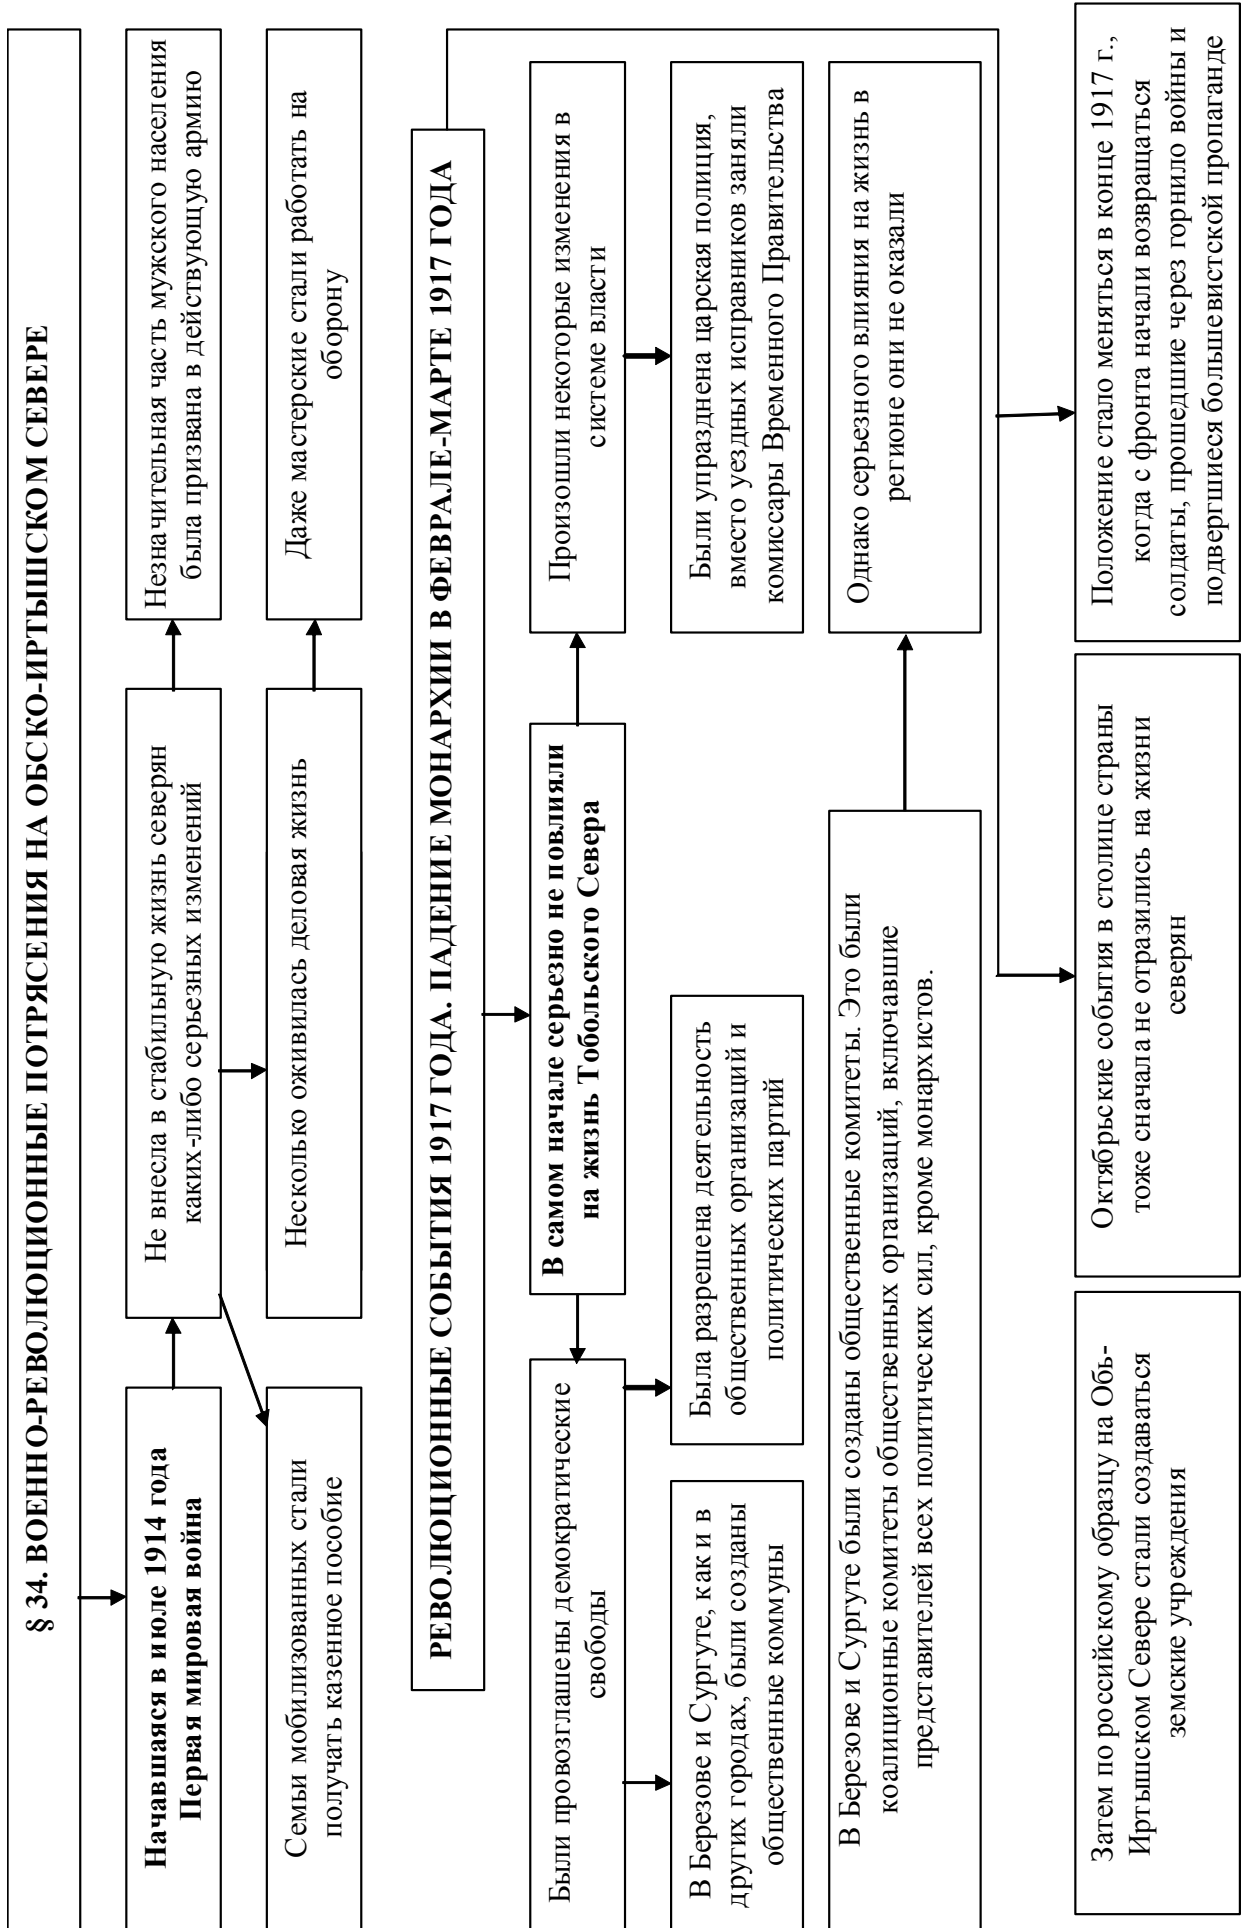 § 34. ВОЕННО-РЕВОЛЮЦИОННЫЕ ПОТРЯСЕНИЯ НА ОБСКО-ИРТЫШСКОМ СЕВЕРЕ
Начавшаяся в июле 1914 года
Первая мировая война
Не внесла в стабильную жизнь северян
каких-либо серьезных изменений
Незначительная часть мужского населения
была призвана в действующую армию
Семьи мобилизованных стали
получать казенное пособие
Несколько оживилась деловая жизнь
Даже мастерские стали работать на
оборону
РЕВОЛЮЦИОННЫЕ СОБЫТИЯ 1917 ГОДА. ПАДЕНИЕ МОНАРХИИ В ФЕВРАЛЕ-МАРТЕ 1917 ГОДА
Были провозглашены демократические
свободы
В самом начале серьезно не повлияли
на жизнь Тобольского Севера
Произошли некоторые изменения в
системе власти
В Березове и Сургуте, как и в
других городах, были созданы
общественные коммуны
Была разрешена деятельность
общественных организаций и
политических партий
Были упразднена царская полиция,
вместо уездных исправников заняли
комиссары Временного Правительства
В Березове и Сургуте были созданы общественные комитеты. Это были
коалиционные комитеты общественных организаций, включавшие
представителей всех политических сил, кроме монархистов.
Однако серьезного влияния на жизнь в
регионе они не оказали
Затем по российскому образцу на Обь-
Иртышском Севере стали создаваться
земские учреждения
Октябрьские события в столице страны
тоже сначала не отразились на жизни
северян
Положение стало меняться в конце 1917 г.,
когда с фронта начали возвращаться
солдаты, прошедшие через горнило войны и
подвергшиеся большевистской пропаганде